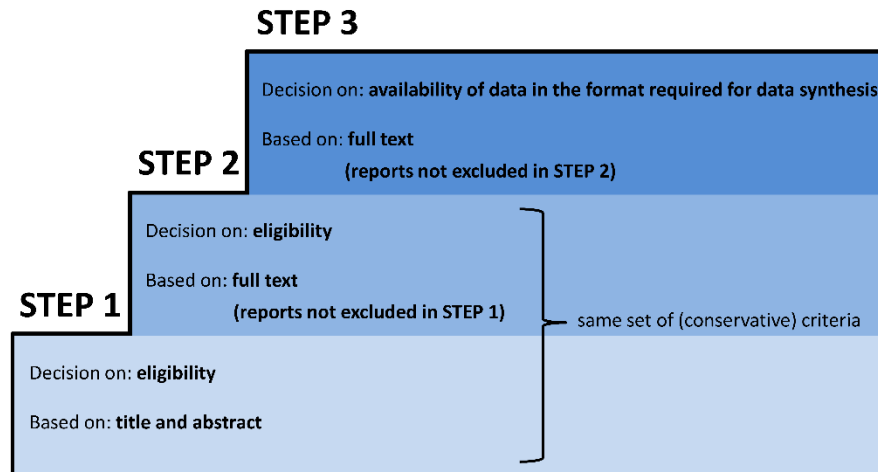 STEP 3
Decision on: availability of data in the format required for data synthesis
Based on: full text
(reports not excluded in STEP 2)
STEP 2
Decision on: eligibility
Based on: full text
(reports not excluded in STEP 1)
same set of (conservative) criteria
STEP 1
Decision on: eligibility
Based on: title and abstract